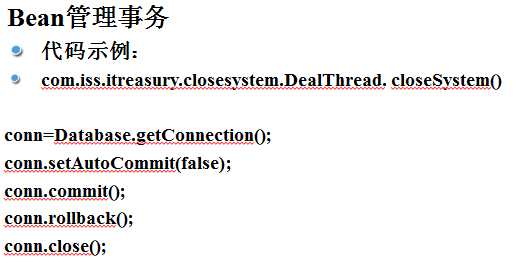 Bean管理事务
代码示例：
com.iss.itreasury.closesystem.DealThread. closeSystem()
conn=Database.getConnection();
conn.setAutoCommit(false);
conn.commit();
conn.rollback();
conn.close();